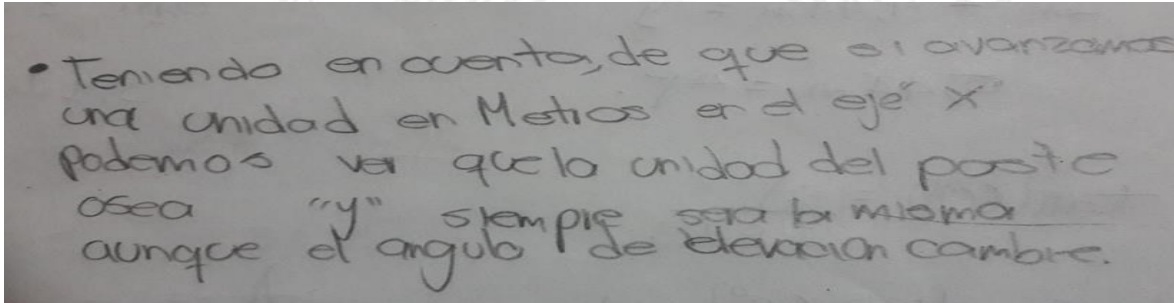 • Teniendo en cuenta, de que si avanzamos
una unidad en Metros en el eje "X"
podemos ver que la unidad del poste
osea "y" siempre sera la misma
aunque el angulo de elevacion cambie.